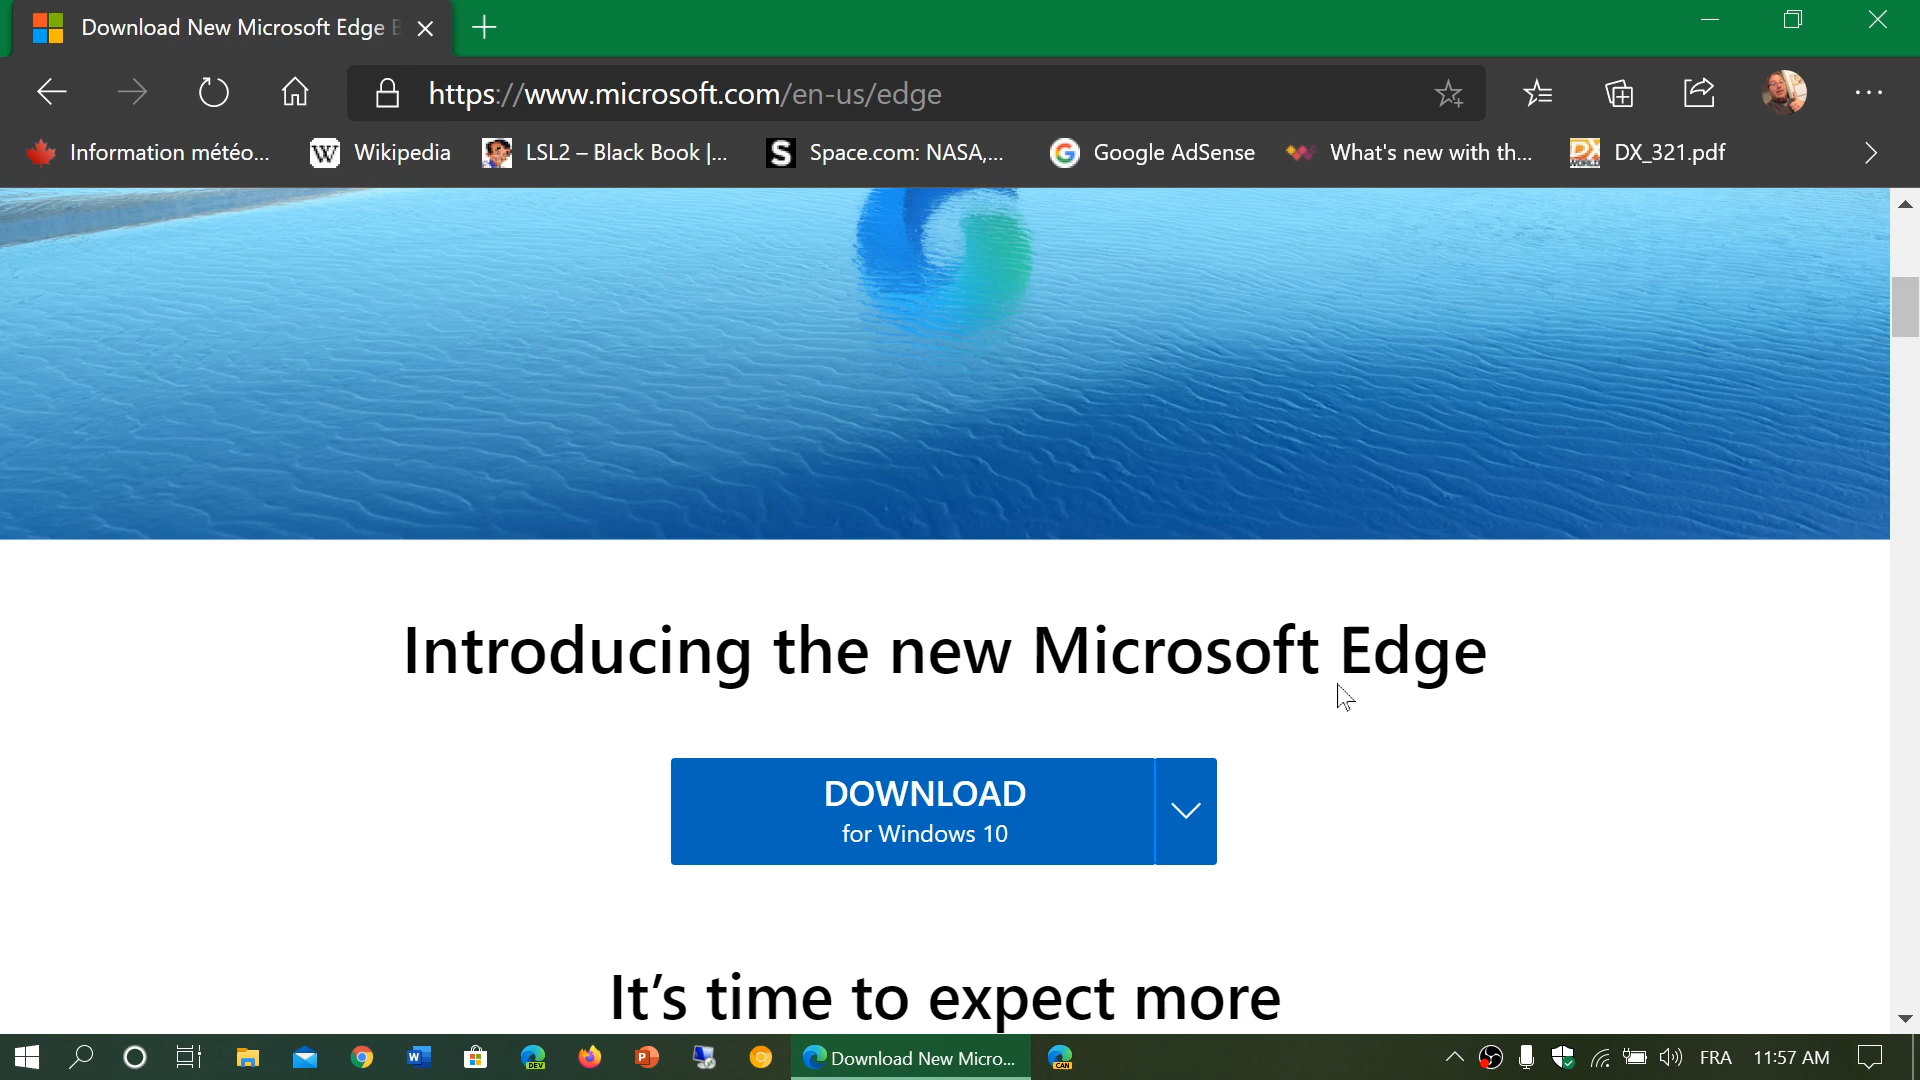 Download New Microsoft Edge
https://www.microsoft.com/en-us/edge
Information météo...
W Wikipedia
LSL2 – Black Book |...
S Space.com: NASA,...
G Google AdSense
What's new with th...
DX_321.pdf
Introducing the new Microsoft Edge
DOWNLOAD
for Windows 10
It's time to expect more
Download New Micro...
DEV
CAN
FRA
11:57 AM